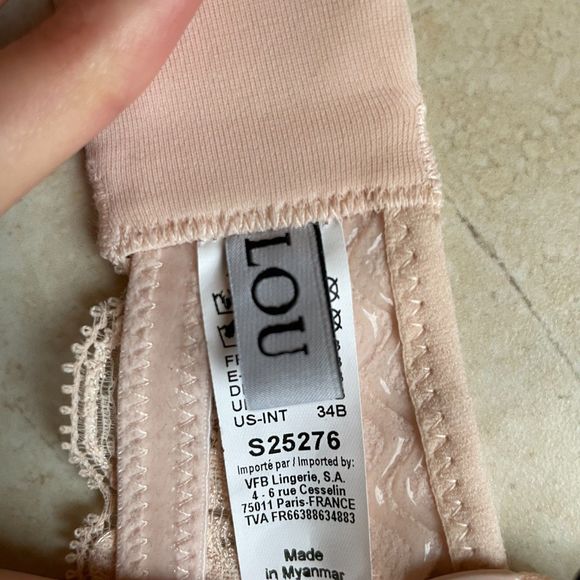 LOU
F
E
D
U
US-INT 34B
S25276
Importé par / Imported by:
VFB Lingerie, S.A.
4 - 6 rue Cesselin
75011 Paris-FRANCE
TVA FR66388634883
Made
in Myanmar